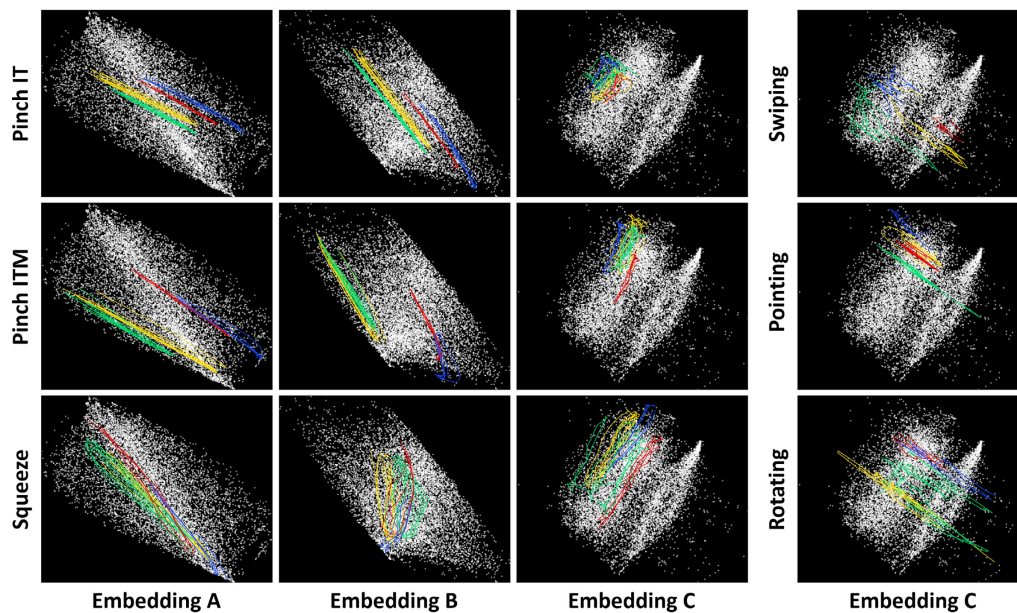 Pinch IT
Swiping
Pinch ITM
Pointing
Squeeze
Rotating
Embedding A
Embedding B
Embedding C
Embedding C